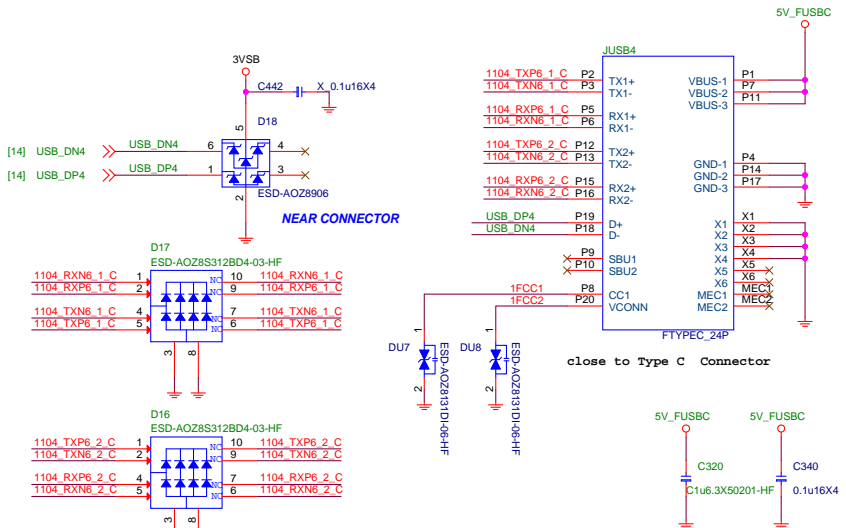 5V_FUSBC
3VSB
C442
X_0.1u16X4
D18
5
[14] USB_DN4
USB_DN4
6
4
[14] USB_DP4
USB_DP4
1
3
2
ESD-AOZ8906
NEAR CONNECTOR
JUSB4
1104_TXP6_1_C P2 TX1+
1104_TXN6_1_C P3 TX1-
1104_RXP6_1_C P5 RX1+
1104_RXN6_1_C P6 RX1-
1104_TXP6_2_C P12 TX2+
1104_TXN6_2_C P13 TX2-
1104_RXP6_2_C P15 RX2+
1104_RXN6_2_C P16 RX2-
USB_DP4 P19 D+
USB_DN4 P18 D-
P9 SBU1
P10 SBU2
1FCC1 P8 CC1
1FCC2 P20 VCONN
VBUS-1 P1
VBUS-2 P7
VBUS-3 P11
GND-1 P4
GND-2 P14
GND-3 P17
X1 X1
X2 X2
X3 X3
X4 X4
X5 X5
X6 X6
MEC1 MEC1
MEC2 MEC2
FTYPEC_24P
close to Type C Connector
D17
ESD-AOZ8S312BD4-03-HF
1104_RXN6_1_C 1 NC 10 1104_RXN6_1_C
1104_RXP6_1_C 2 9 1104_RXP6_1_C
1104_TXN6_1_C 4 7 1104_TXN6_1_C
1104_TXP6_1_C 5 NC 6 1104_TXP6_1_C
3 8
DU7
1
2
ESD-AOZ8131DI-06-HF
DU8
1
2
ESD-AOZ8131DI-06-HF
D16
ESD-AOZ8S312BD4-03-HF
1104_TXP6_2_C 1 NC 10 1104_TXP6_2_C
1104_TXN6_2_C 2 9 1104_TXN6_2_C
1104_RXP6_2_C 4 7 1104_RXP6_2_C
1104_RXN6_2_C 5 NC 6 1104_RXN6_2_C
3 8
5V_FUSBC
C320
C1u6.3X50201-HF
5V_FUSBC
C340
0.1u16X4